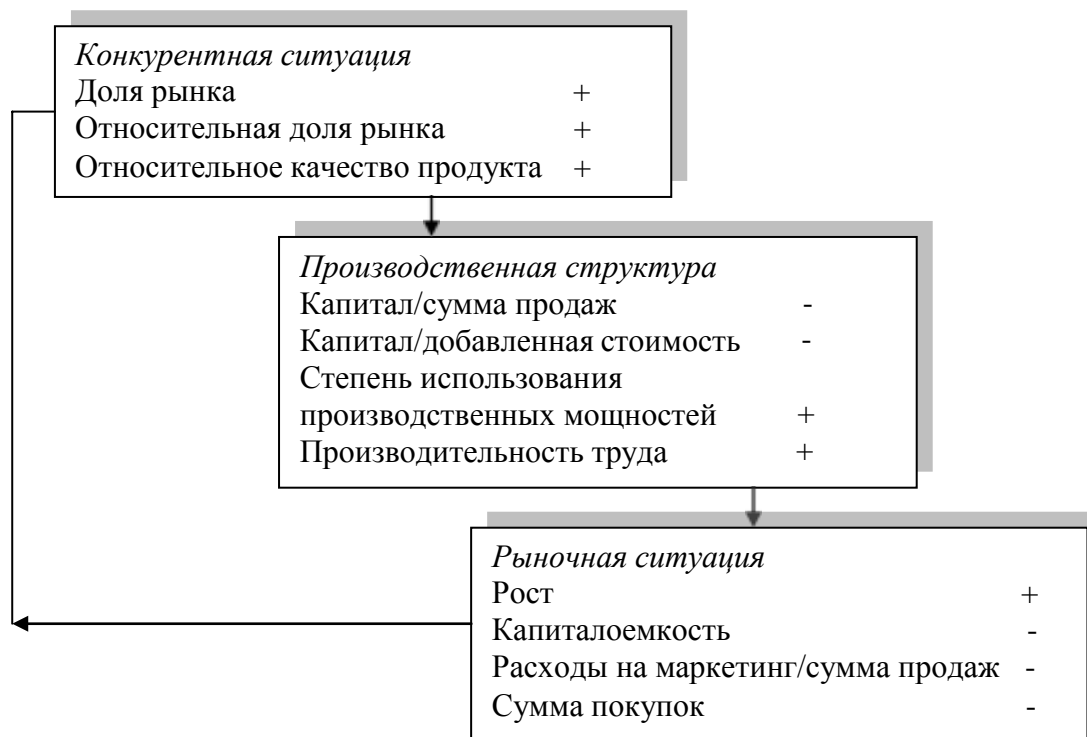 Конкурентная ситуация
Доля рынка +
Относительная доля рынка +
Относительное качество продукта +
Производственная структура
Капитал/сумма продаж -
Капитал/добавленная стоимость -
Степень использования
производственных мощностей +
Производительность труда +
Рыночная ситуация
Рост +
Капиталоемкость -
Расходы на маркетинг/сумма продаж -
Сумма покупок -